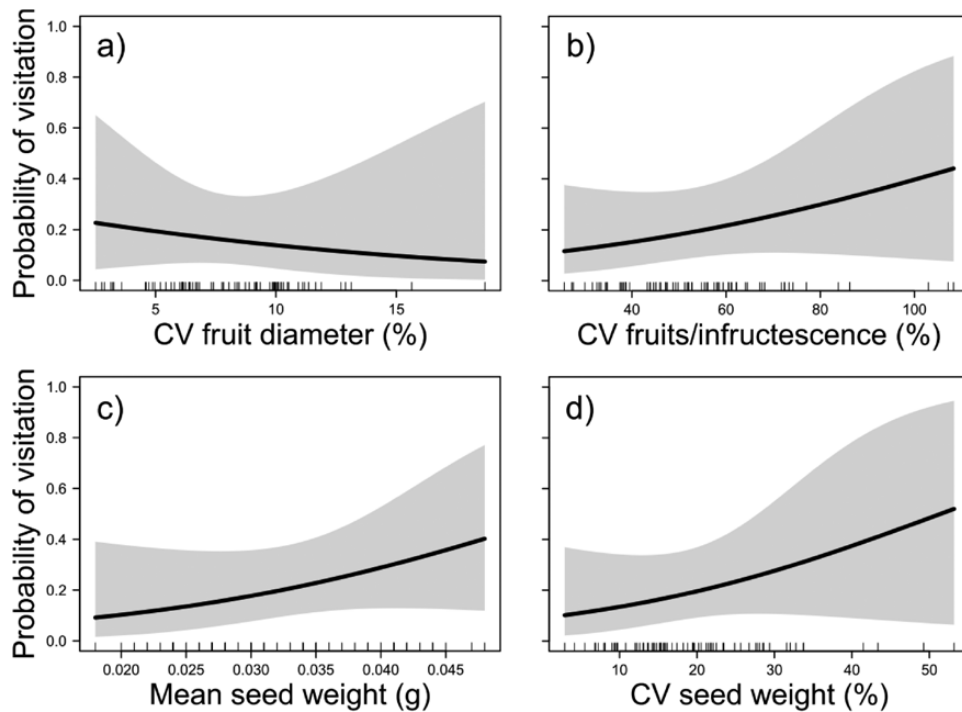 a)
b)
Probability of visitation
1.0
0.8
0.6
0.4
0.2
0.0
5 10 15
40 60 80 100
CV fruit diameter (%)
CV fruits/infructescence (%)
c)
d)
Probability of visitation
1.0
0.8
0.6
0.4
0.2
0.0
0.020 0.025 0.030 0.035 0.040 0.045
10 20 30 40 50
Mean seed weight (g)
CV seed weight (%)